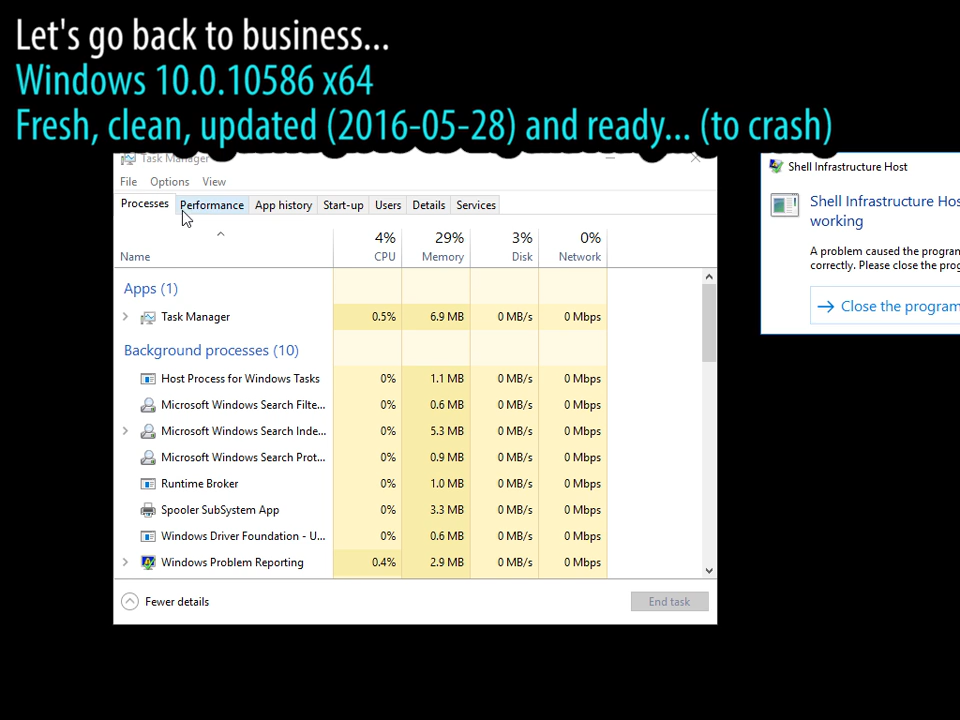 Let's go back to business...
Windows 10.0.10586 x64
Fresh, clean, updated (2016-05-28) and ready... (to crash)
Task Manager
File Options View
Processes Performance App history Start-up Users Details Services
4% 29% 3% 0%
Name CPU Memory Disk Network
Apps (1)
Task Manager 0.5% 6.9 MB 0 MB/s 0 Mbps
Background processes (10)
Host Process for Windows Tasks 0% 1.1 MB 0 MB/s 0 Mbps
Microsoft Windows Search Filte... 0% 0.6 MB 0 MB/s 0 Mbps
Microsoft Windows Search Inde... 0% 5.3 MB 0 MB/s 0 Mbps
Microsoft Windows Search Prot... 0% 0.9 MB 0 MB/s 0 Mbps
Runtime Broker 0% 1.0 MB 0 MB/s 0 Mbps
Spooler SubSystem App 0% 3.3 MB 0 MB/s 0 Mbps
Windows Driver Foundation - U... 0% 0.6 MB 0 MB/s 0 Mbps
Windows Problem Reporting 0.4% 2.9 MB 0 MB/s 0 Mbps
Fewer details End task
Shell Infrastructure Host
Shell Infrastructure Hos
working
A problem caused the progran
correctly. Please close the prog
Close the program